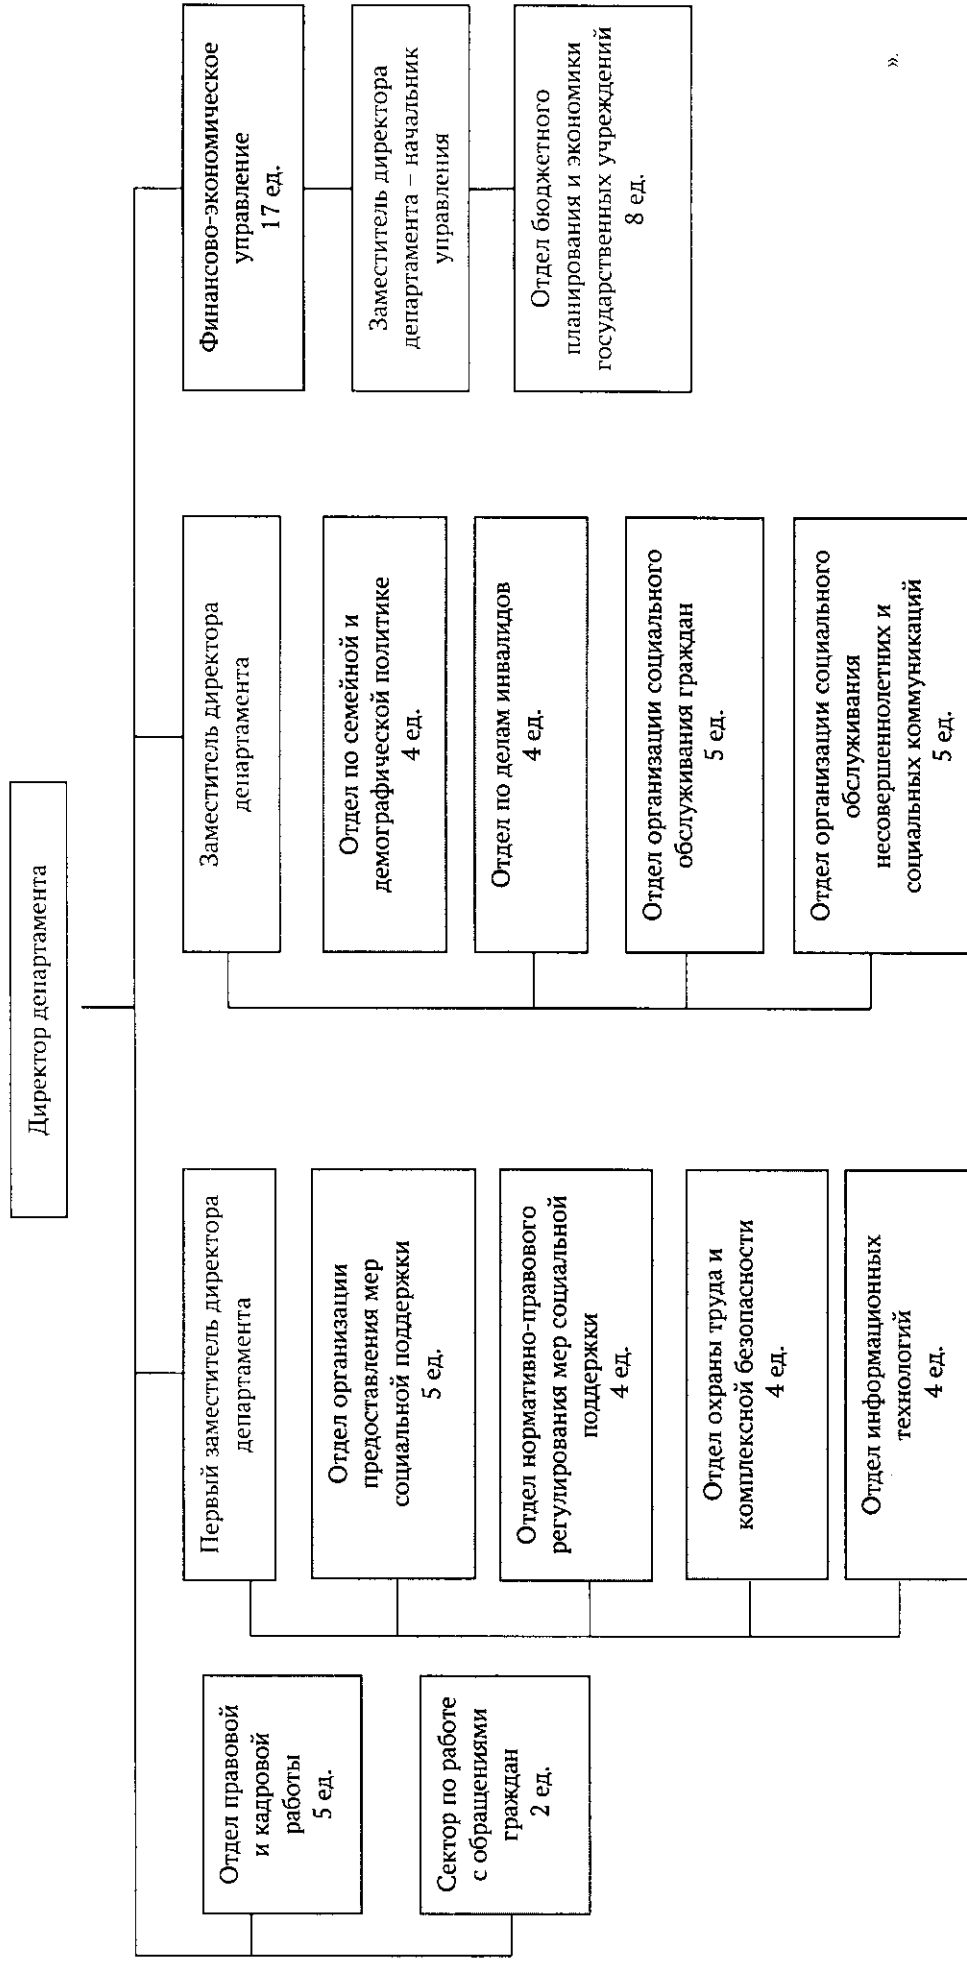 Директор департамента
Отдел правовой
и кадровой
работы
5 ед.
Сектор по работе
с обращениями
граждан
2 ед.
Первый заместитель директора
департамента
Отдел организации
предоставления мер
социальной поддержки
5 ед.
Отдел нормативно-правового
регулирования мер социальной
поддержки
4 ед.
Отдел охраны труда и
комплексной безопасности
4 ед.
Отдел информационных
технологий
4 ед.
Заместитель директора
департамента
Отдел по семейной и
демографической политике
4 ед.
Отдел по делам инвалидов
4 ед.
Отдел организации социального
обслуживания граждан
5 ед.
Отдел организации социального
обслуживания
несовершеннолетних и
социальных коммуникаций
5 ед.
Финансово-экономическое
управление
17 ед.
Заместитель директора
департамента – начальник
управления
Отдел бюджетного
планирования и экономики
государственных учреждений
8 ед.
».